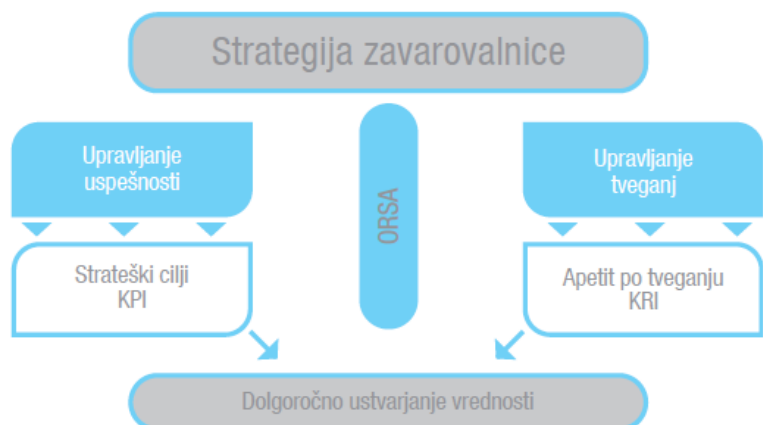 Strategija zavarovalnice
Upravljanje
uspešnosti
ORSA
Upravljanje
tveganj
Strateški cilji
KPI
Apetit po tveganju
KRI
Dolgoročno ustvarjanje vrednosti